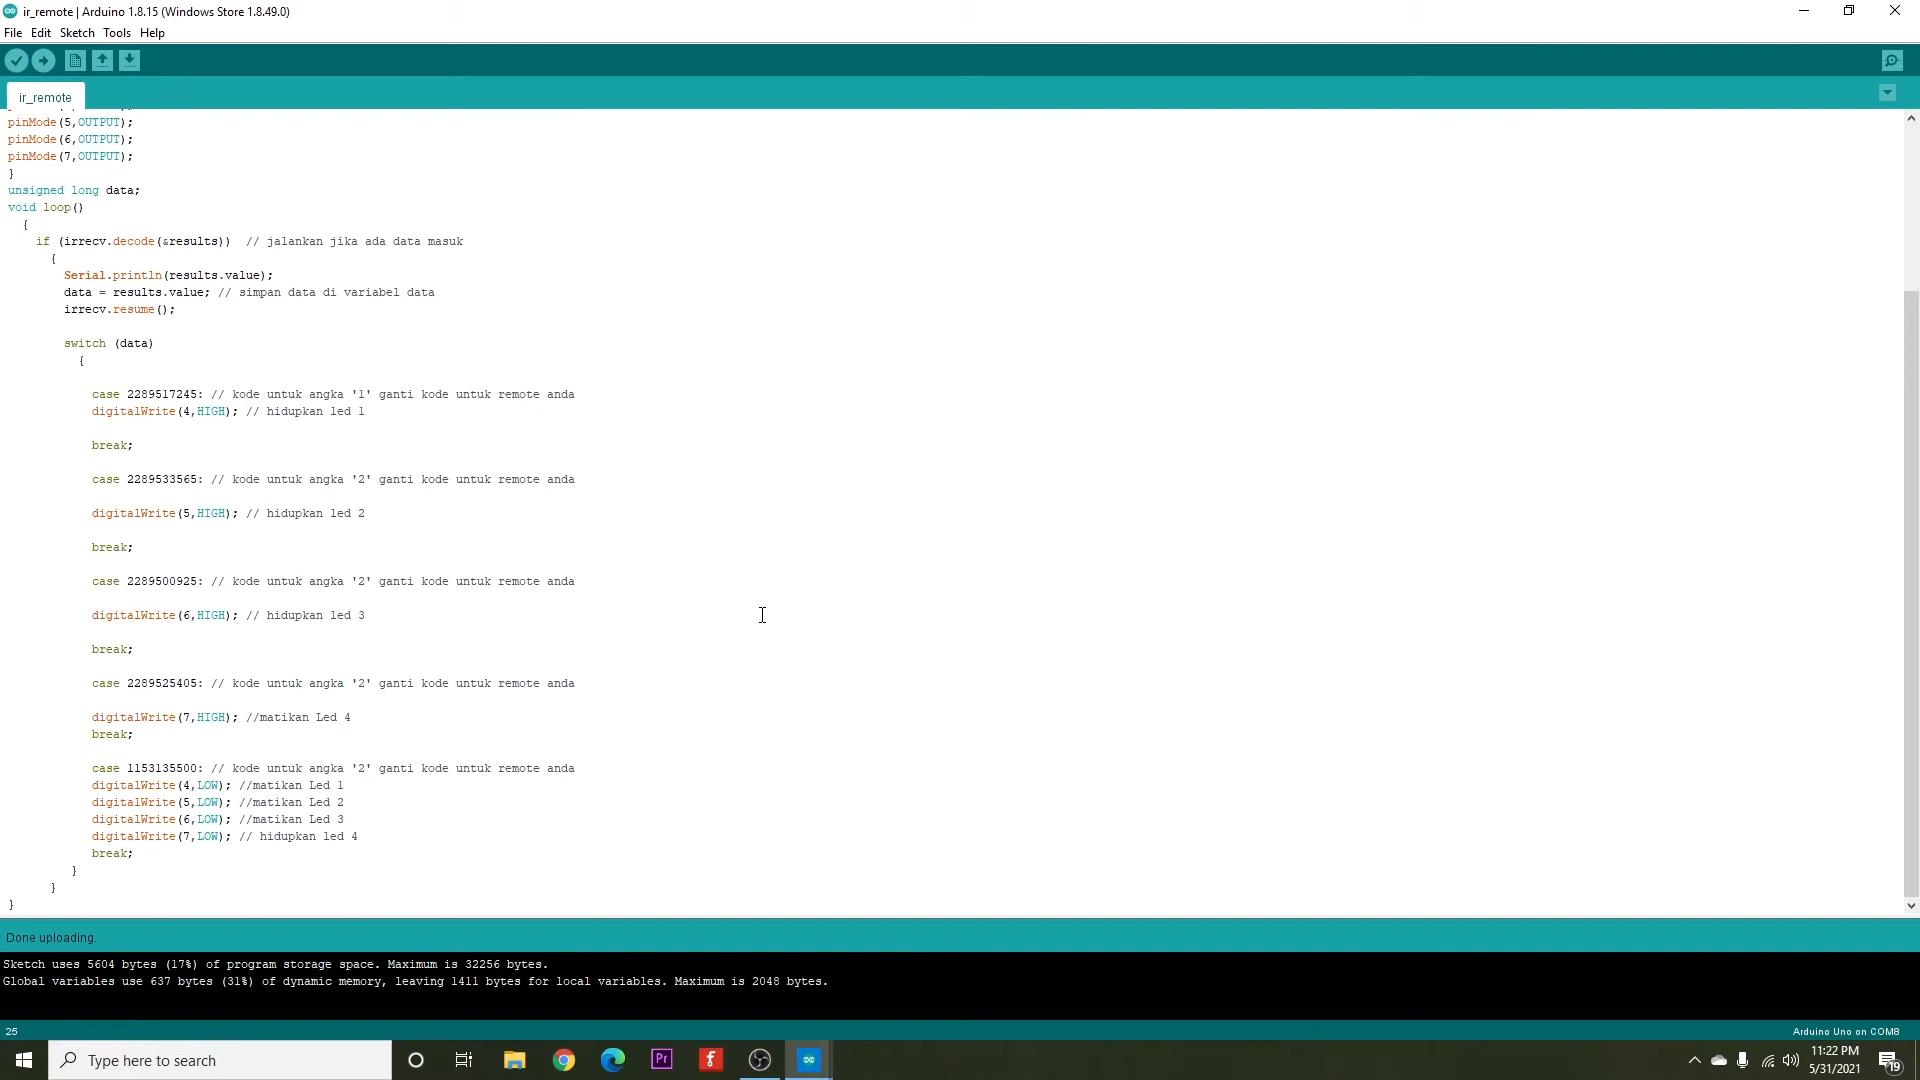 ir_remote | Arduino 1.8.15 (Windows Store 1.8.49.0)
File Edit Sketch Tools Help
ir_remote
pinMode(5,OUTPUT);
pinMode(6,OUTPUT);
pinMode(7,OUTPUT);
}
unsigned long data;
void loop()
{
if (irrecv.decode(&results)) // jalankan jika ada data masuk
{
Serial.println(results.value);
data = results.value; // simpan data di variabel data
irrecv.resume();
switch (data)
{
case 2289517245: // kode untuk angka '1' ganti kode untuk remote anda
digitalWrite(4,HIGH); // hidupkan led 1
break;
case 2289533565: // kode untuk angka '2' ganti kode untuk remote anda
digitalWrite(5,HIGH); // hidupkan led 2
break;
case 2289500925: // kode untuk angka '2' ganti kode untuk remote anda
digitalWrite(6,HIGH); // hidupkan led 3
break;
case 2289525405: // kode untuk angka '2' ganti kode untuk remote anda
digitalWrite(7,HIGH); //matikan Led 4
break;
case 1153135500: // kode untuk angka '2' ganti kode untuk remote anda
digitalWrite(4,LOW); //matikan Led 1
digitalWrite(5,LOW); //matikan Led 2
digitalWrite(6,LOW); //matikan Led 3
digitalWrite(7,LOW); // hidupkan led 4
break;
}
}
}
Done uploading.
Sketch uses 5604 bytes (17%) of program storage space. Maximum is 32256 bytes.
Global variables use 637 bytes (31%) of dynamic memory, leaving 1411 bytes for local variables. Maximum is 2048 bytes.
25
Arduino Uno on COM8
Type here to search
Pr
11:22 PM
5/31/2021
19